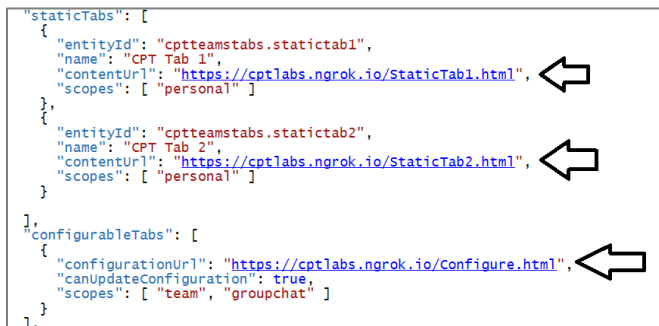 "staticTabs": [
{
"entityId": "cptteamstabs.statictab1",
"name": "CPT Tab 1",
"contentUrl": "https://cptlabs.ngrok.io/StaticTab1.html",
"scopes": [ "personal" ]
},
{
"entityId": "cptteamstabs.statictab2",
"name": "CPT Tab 2",
"contentUrl": "https://cptlabs.ngrok.io/StaticTab2.html",
"scopes": [ "personal" ]
}
],
"configurableTabs": [
{
"configurationUrl": "https://cptlabs.ngrok.io/Configure.html",
"canUpdateConfiguration": true,
"scopes": [ "team", "groupchat" ]
}
],